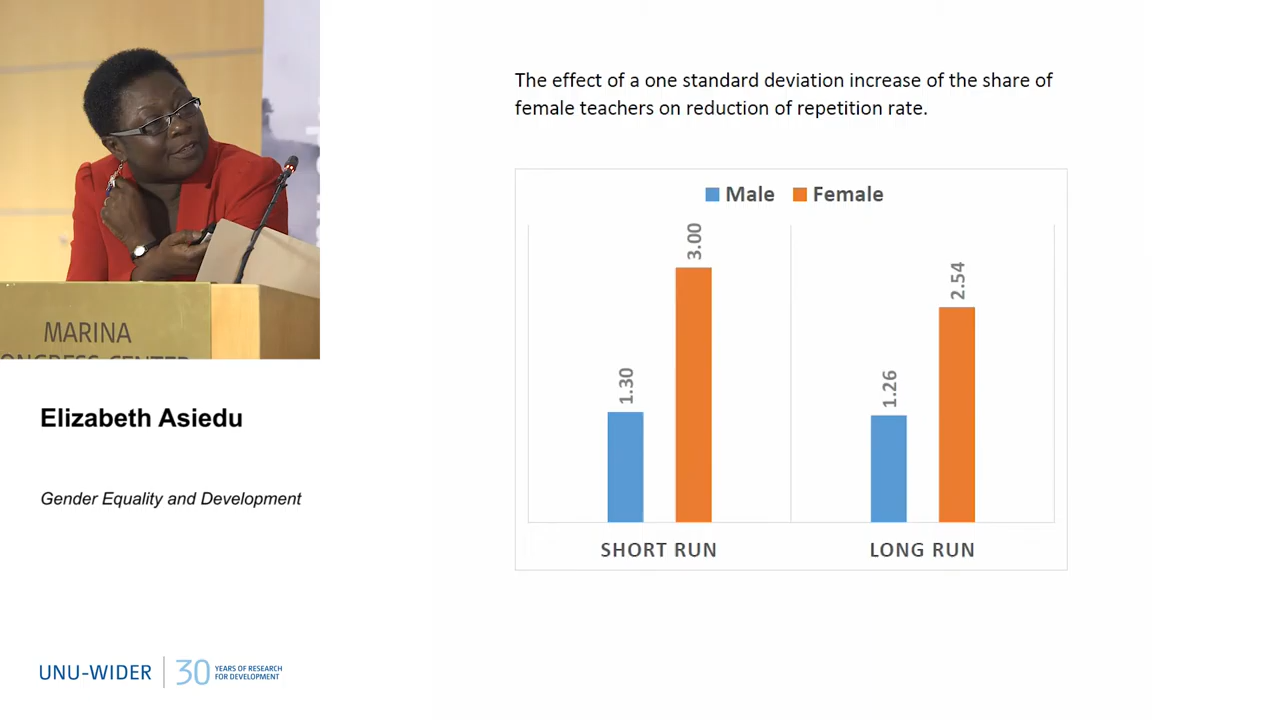 The effect of a one standard deviation increase of the share of
female teachers on reduction of repetition rate.
Male Female
3.00
2.54
1.30
1.26
SHORT RUN LONG RUN
MARINA
CONGRESS CENTER
Elizabeth Asiedu
Gender Equality and Development
UNU-WIDER
30 YEARS OF RESEARCH
FOR DEVELOPMENT